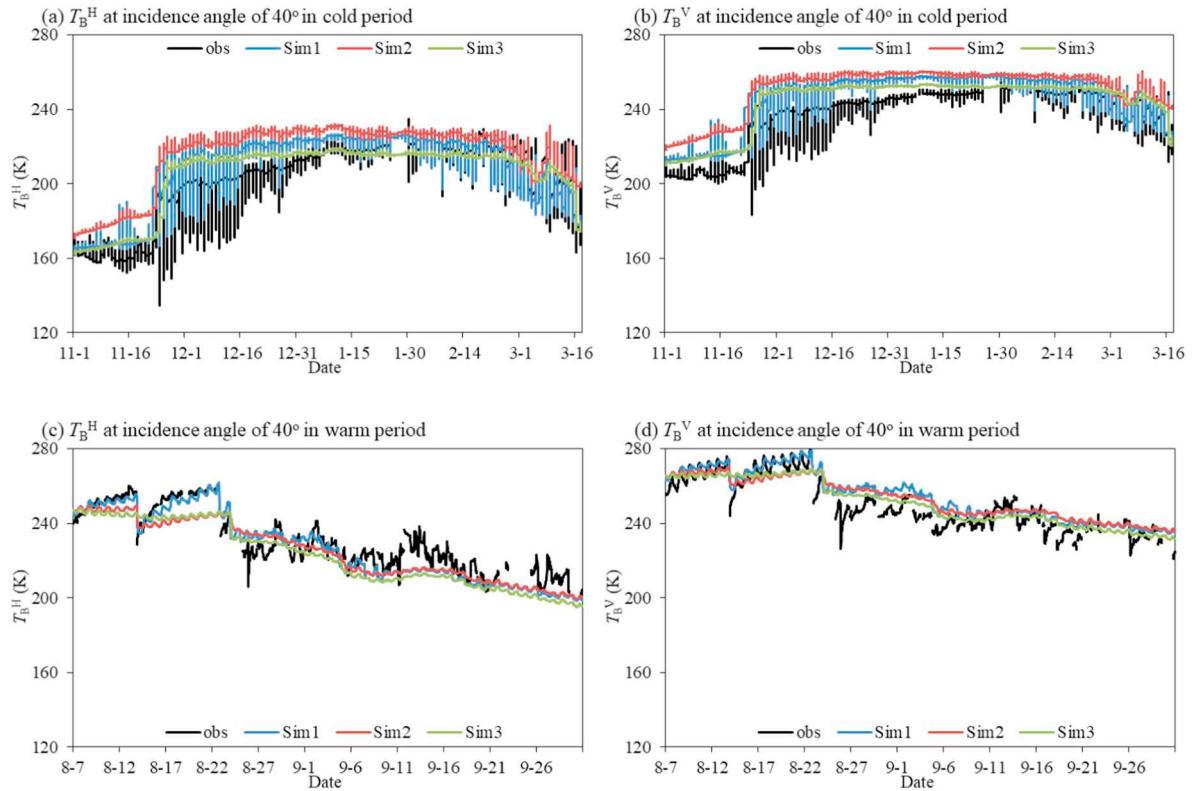 (a) T_B^H at incidence angle of 40° in cold period
280
obs Sim1 Sim2 Sim3
240
200
160
120
T_B^H (K)
11-1 11-16 12-1 12-16 12-31 1-15 1-30 2-14 3-1 3-16
Date
(b) T_B^V at incidence angle of 40° in cold period
280
obs Sim1 Sim2 Sim3
240
200
160
120
T_B^V (K)
11-1 11-16 12-1 12-16 12-31 1-15 1-30 2-14 3-1 3-16
Date
(c) T_B^H at incidence angle of 40° in warm period
280
240
200
160
120
T_B^H (K)
obs Sim1 Sim2 Sim3
8-7 8-12 8-17 8-22 8-27 9-1 9-6 9-11 9-16 9-21 9-26
Date
(d) T_B^V at incidence angle of 40° in warm period
280
240
200
160
120
T_B^V (K)
obs Sim1 Sim2 Sim3
8-7 8-12 8-17 8-22 8-27 9-1 9-6 9-11 9-16 9-21 9-26
Date